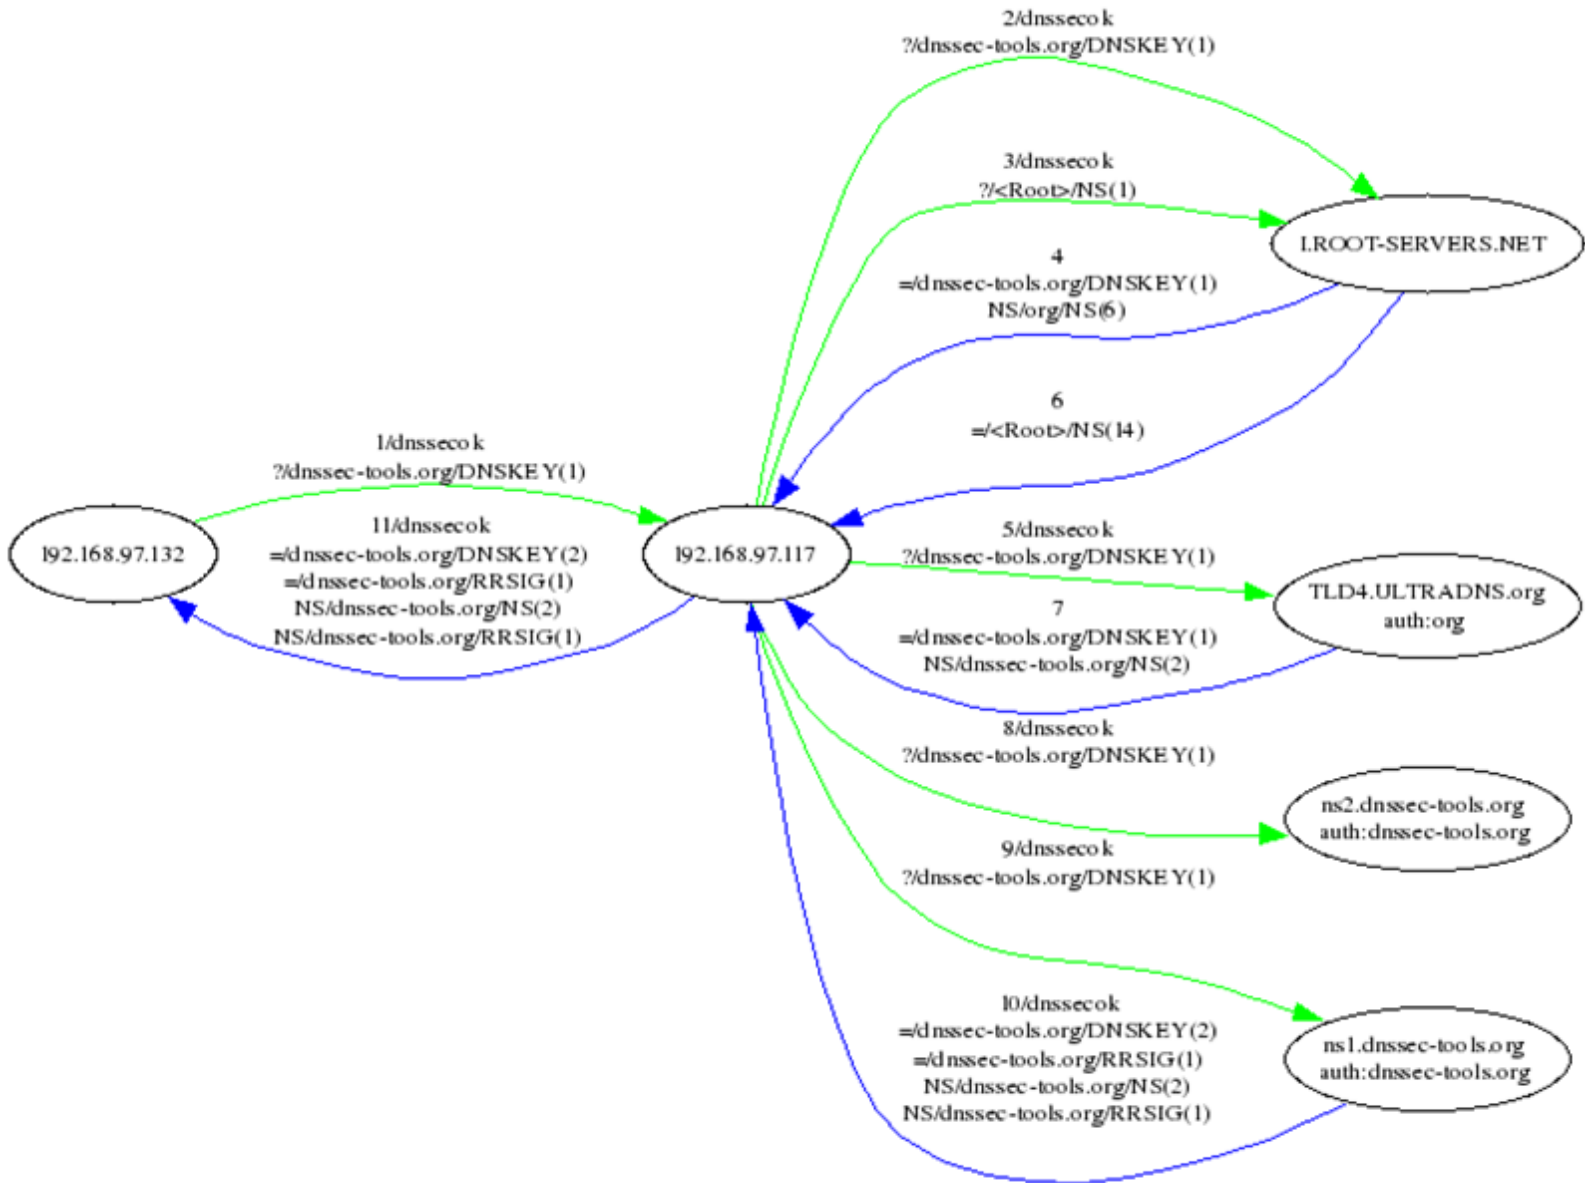 2/dnssecok
?/dnssec-tools.org/DNSKEY(1)
3/dnssecok
?/<Root>/NS(1)
I.ROOT-SERVERS.NET
4
=/dnssec-tools.org/DNSKEY(1)
NS/org/NS(6)
6
=/<Root>/NS(14)
1/dnssecok
?/dnssec-tools.org/DNSKEY(1)
192.168.97.132
11/dnssecok
=/dnssec-tools.org/DNSKEY(2)
=/dnssec-tools.org/RRSIG(1)
NS/dnssec-tools.org/NS(2)
NS/dnssec-tools.org/RRSIG(1)
192.168.97.117
5/dnssecok
?/dnssec-tools.org/DNSKEY(1)
TLD4.ULTRADNS.org
auth:org
7
=/dnssec-tools.org/DNSKEY(1)
NS/dnssec-tools.org/NS(2)
8/dnssecok
?/dnssec-tools.org/DNSKEY(1)
ns2.dnssec-tools.org
auth:dnssec-tools.org
9/dnssecok
?/dnssec-tools.org/DNSKEY(1)
10/dnssecok
=/dnssec-tools.org/DNSKEY(2)
=/dnssec-tools.org/RRSIG(1)
NS/dnssec-tools.org/NS(2)
NS/dnssec-tools.org/RRSIG(1)
ns1.dnssec-tools.org
auth:dnssec-tools.org